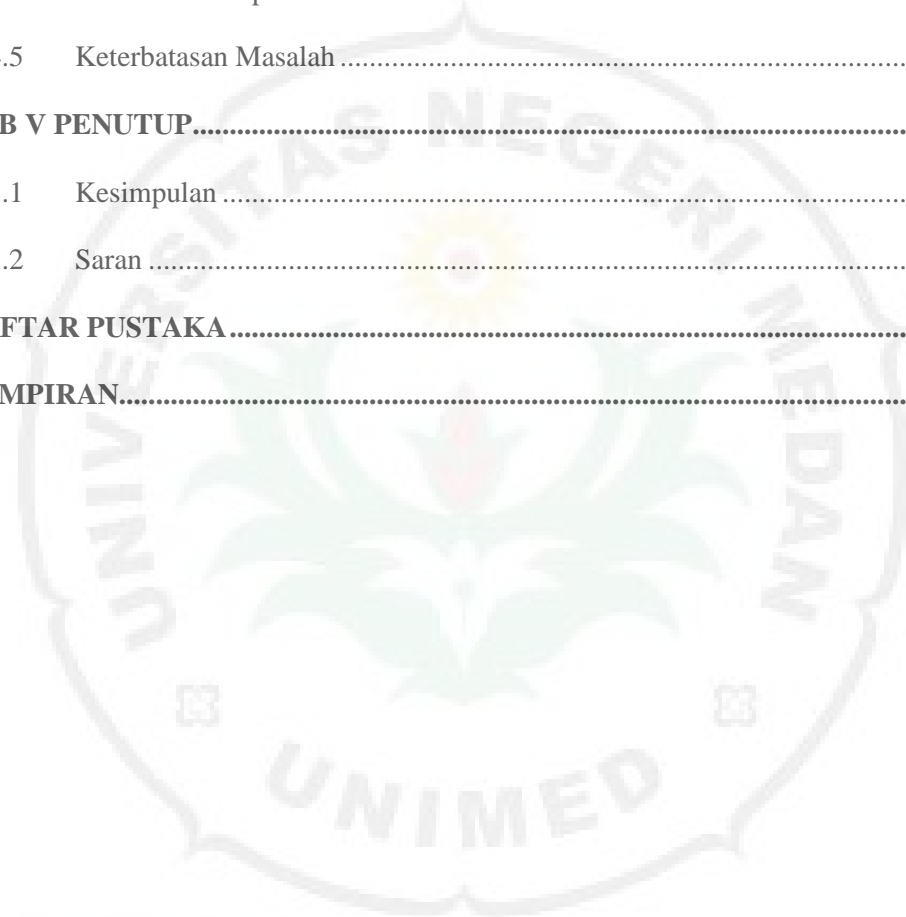 .5 Keterbatasan Masalah ........................................................................................
B V PENUTUP.............................................................................................
.1 Kesimpulan ........................................................................................................
.2 Saran ...................................................................................................................
FTAR PUSTAKA........................................................................................
MPIRAN.......................................................................................................
UNIVERSITAS NEGERI MEDAN
UNIMED